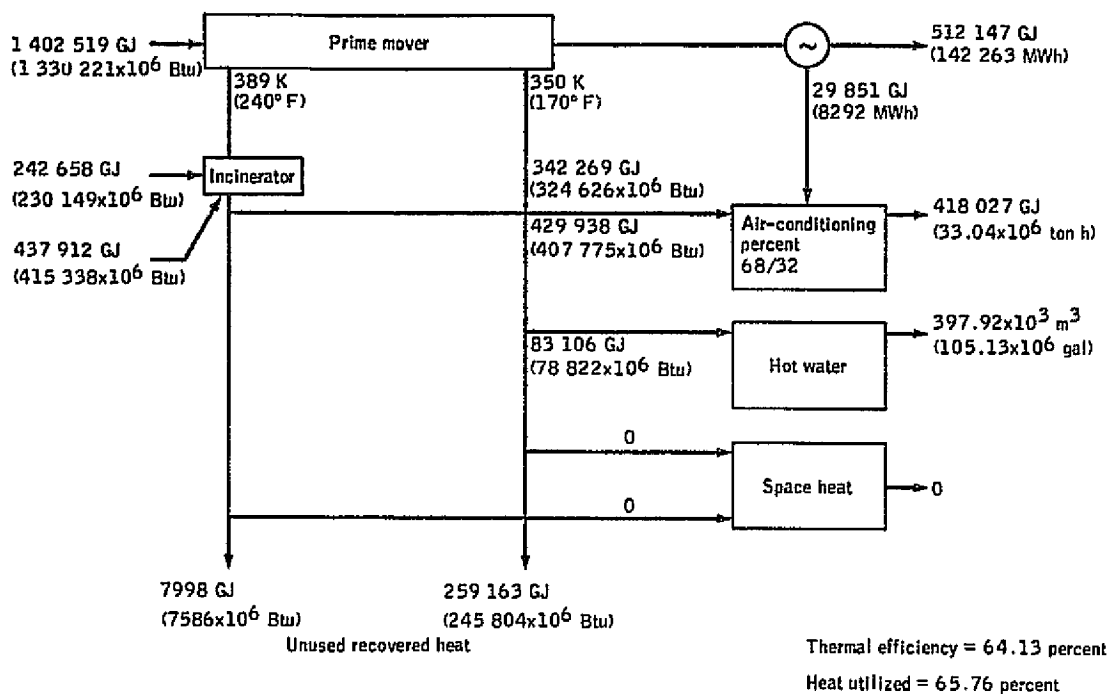 1 402 519 GJ
(1 330 221x10⁶ Btu)
Prime mover
~
512 147 GJ
(142 263 MWh)
389 K
(240° F)
350 K
(170° F)
29 851 GJ
(8292 MWh)
242 658 GJ
(230 149x10⁶ Btu)
Incinerator
342 269 GJ
(324 626x10⁶ Btu)
437 912 GJ
(415 338x10⁶ Btu)
429 938 GJ
(407 775x10⁶ Btu)
Air-conditioning
percent
68/32
418 027 GJ
(33.04x10⁶ ton h)
83 106 GJ
(78 822x10⁶ Btu)
Hot water
397.92x10³ m³
(105.13x10⁶ gal)
0
0
Space heat
0
7998 GJ
(7586x10⁶ Btu)
259 163 GJ
(245 804x10⁶ Btu)
Unused recovered heat
Thermal efficiency = 64.13 percent
Heat utilized = 65.76 percent